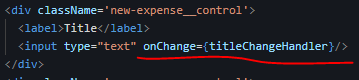 <div className='new-expense__control'>
<label>Title</label>
<input type="text" onChange={titleChangeHandler}/>
</div>